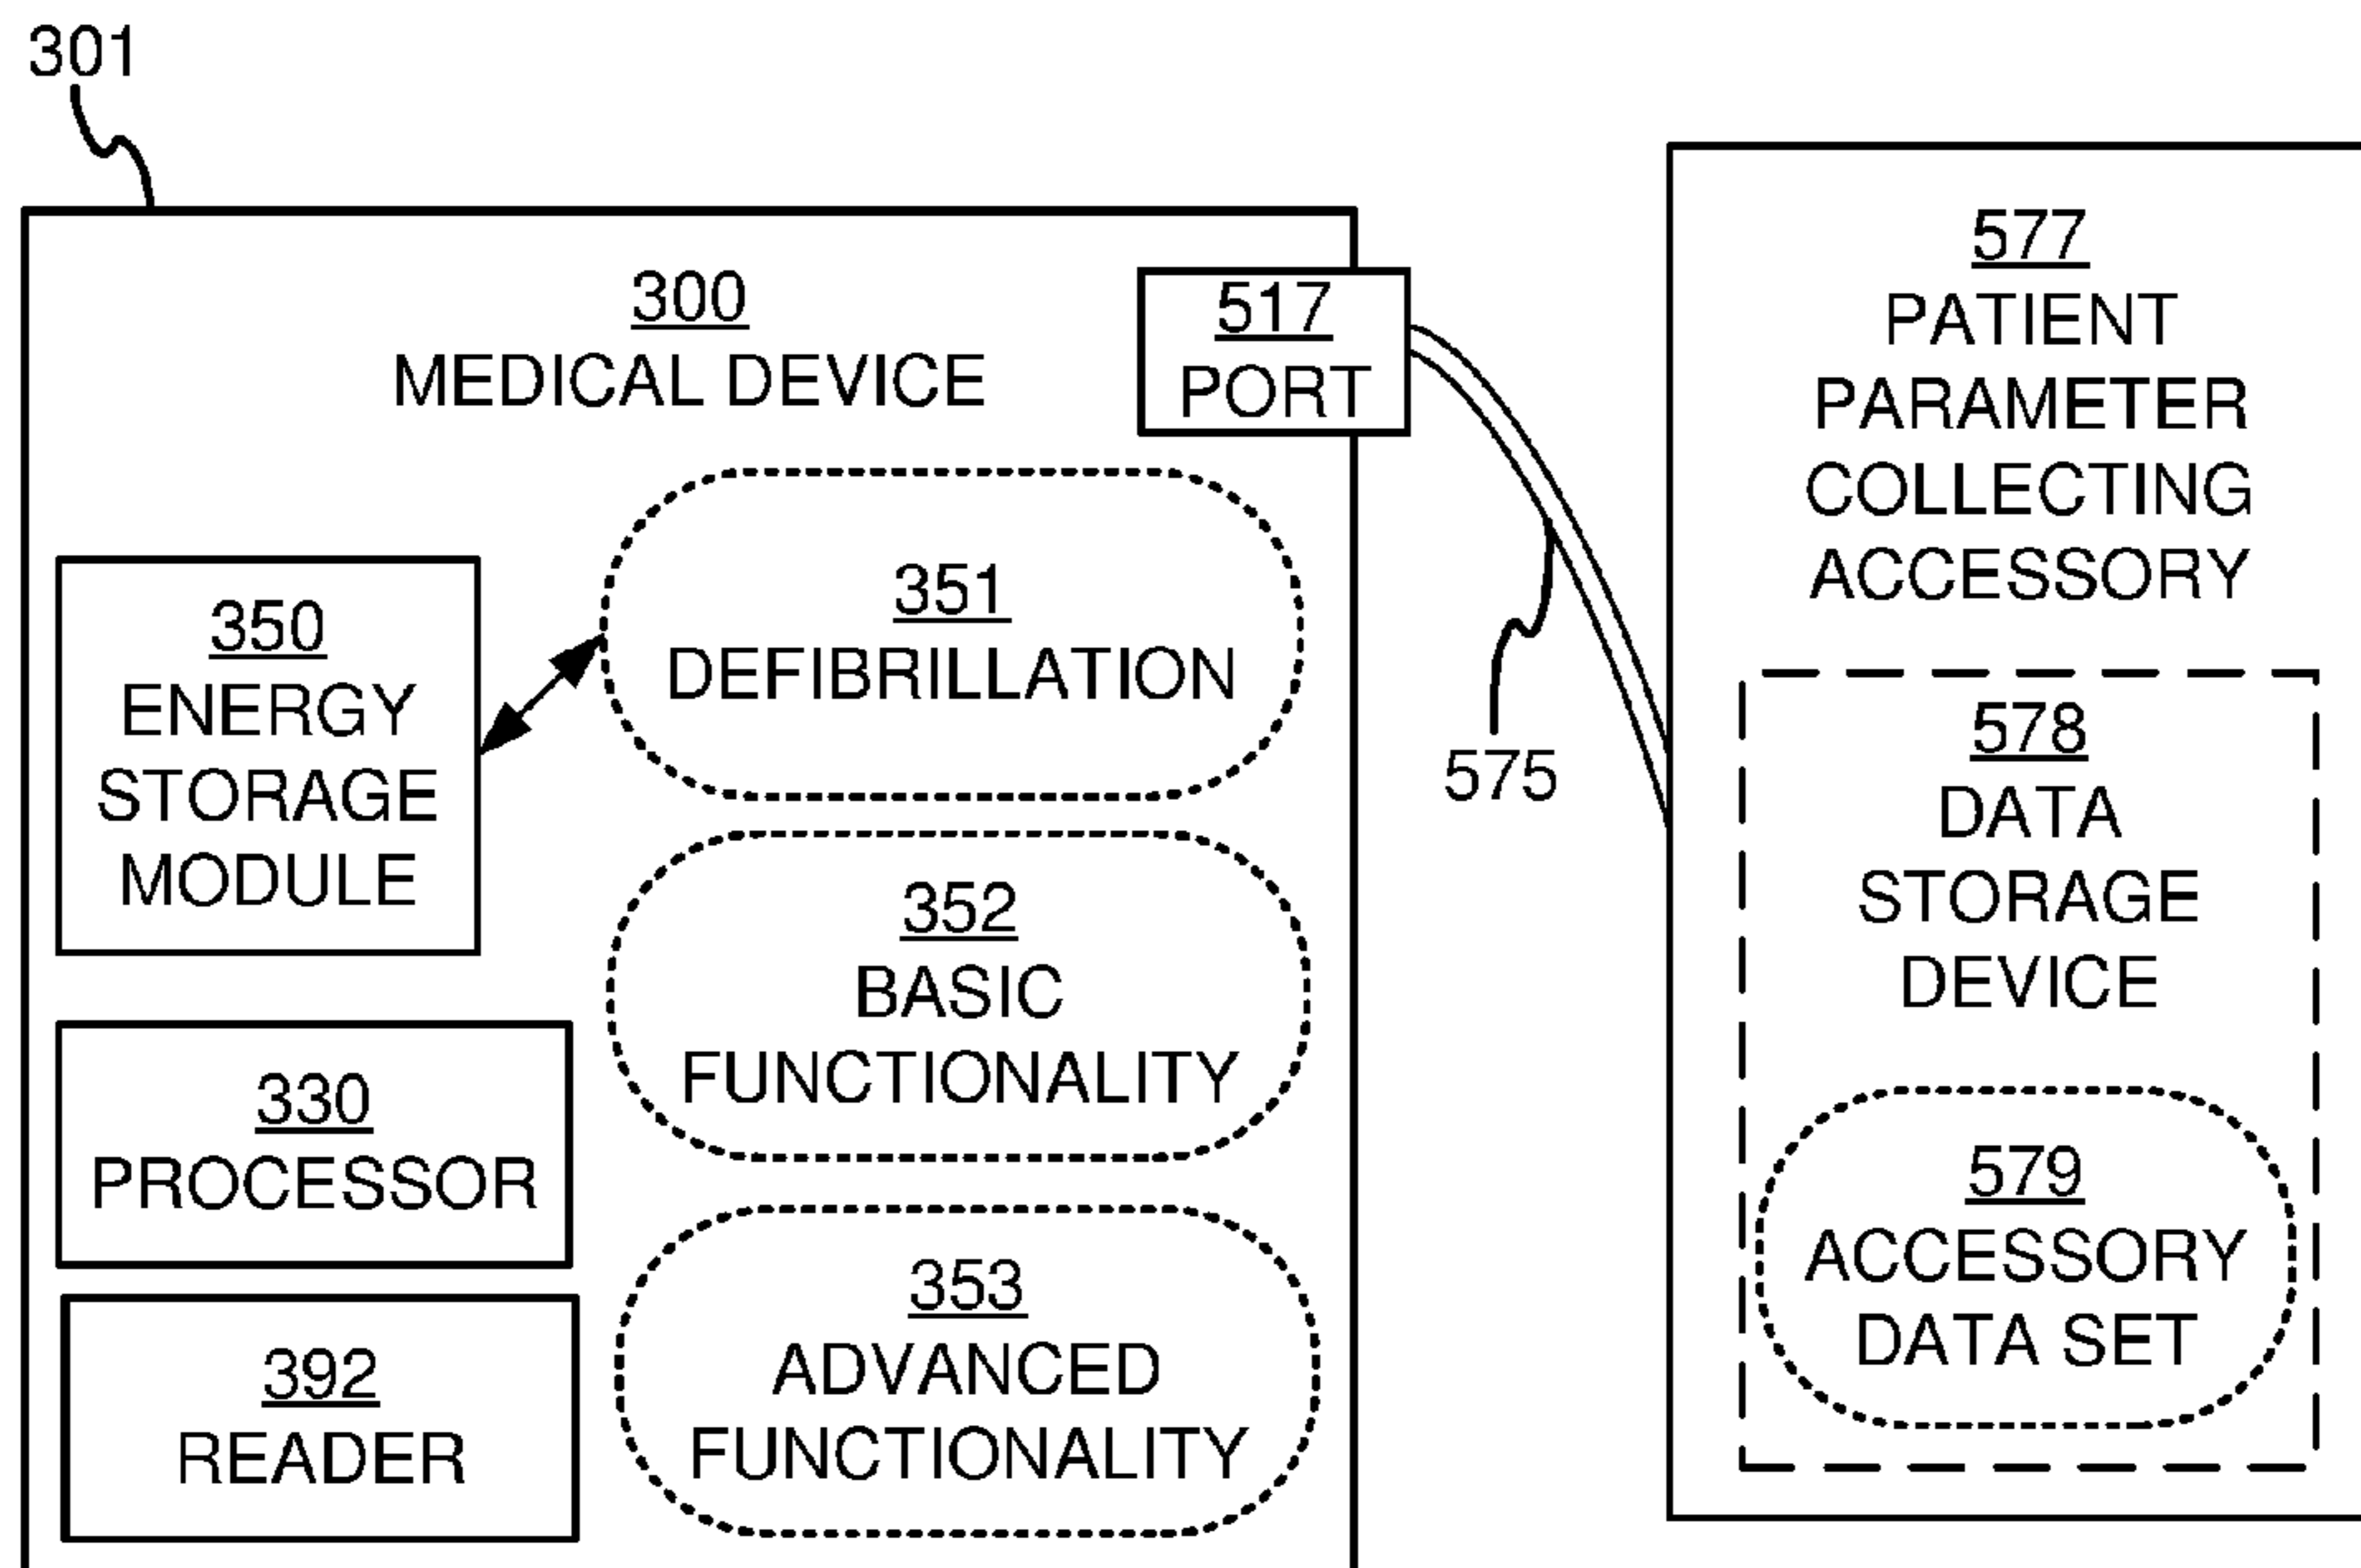 301
300
MEDICAL DEVICE
517
PORT
350
ENERGY
STORAGE
MODULE
351
DEFIBRILLATION
352
BASIC
FUNCTIONALITY
330
PROCESSOR
392
READER
353
ADVANCED
FUNCTIONALITY
575
577
PATIENT
PARAMETER
COLLECTING
ACCESSORY
578
DATA
STORAGE
DEVICE
579
ACCESSORY
DATA SET